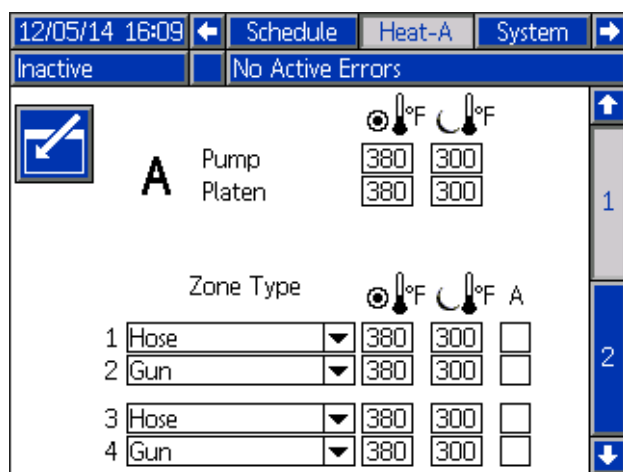 12/05/14 16:09 Schedule Heat-A System
Inactive No Active Errors
°F °F
A Pump 380 300
Platen 380 300
1
Zone Type °F °F A
1 Hose 380 300
2 Gun 380 300
2
3 Hose 380 300
4 Gun 380 300